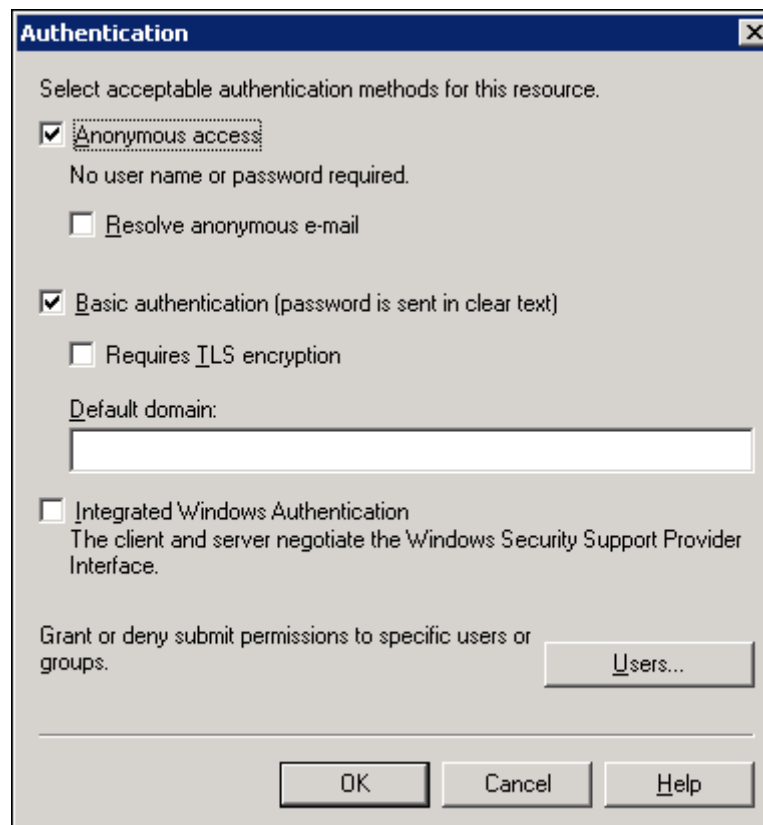 Authentication
Select acceptable authentication methods for this resource.
Anonymous access
No user name or password required.
Resolve anonymous e-mail
Basic authentication (password is sent in clear text)
Requires TLS encryption
Default domain:
Integrated Windows Authentication
The client and server negotiate the Windows Security Support Provider
Interface.
Grant or deny submit permissions to specific users or
groups.
Users...
OK Cancel Help